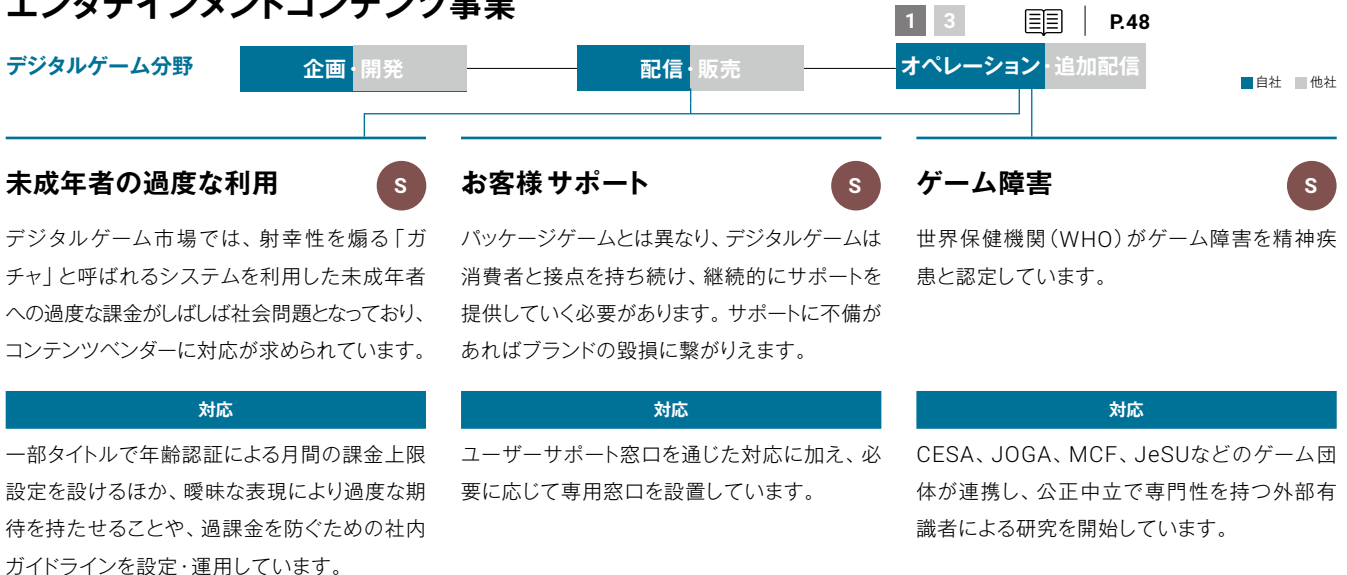 エンタテインメントコンテンツ事業
1 3 P.48
デジタルゲーム分野
企画・開発
配信・販売
オペレーション・追加配信
自社 他社
未成年者の過度な利用
S
デジタルゲーム市場では、射幸性を煽る「ガ
チャ」と呼ばれるシステムを利用した未成年者
への過度な課金がしばしば社会問題となっており、
コンテンツベンダーに対応が求められています。
対応
一部タイトルで年齢認証による月間の課金上限
設定を設けるほか、曖昧な表現により過度な期
待を持たせることや、過課金を防ぐための社内
ガイドラインを設定・運用しています。
お客様サポート
S
パッケージゲームとは異なり、デジタルゲームは
消費者と接点を持ち続け、継続的にサポートを
提供していく必要があります。サポートに不備が
あればブランドの毀損に繋がりえます。
対応
ユーザーサポート窓口を通じた対応に加え、必
要に応じて専用窓口を設置しています。
ゲーム障害
S
世界保健機関(WHO)がゲーム障害を精神疾
患と認定しています。
対応
CESA、JOGA、MCF、JeSUなどのゲーム団
体が連携し、公正中立で専門性を持つ外部有
識者による研究を開始しています。